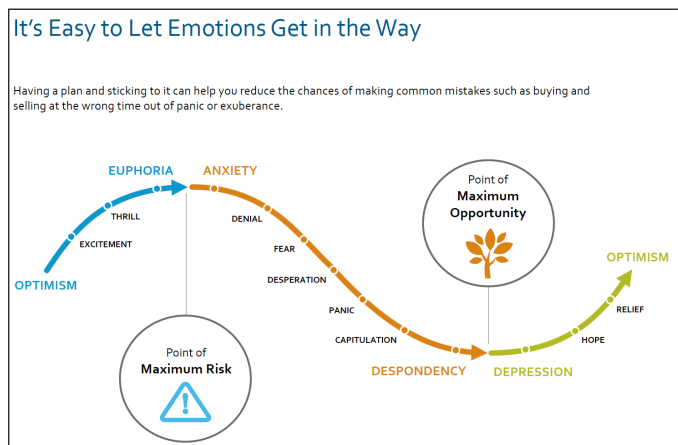 It's Easy to Let Emotions Get in the Way
Having a plan and sticking to it can help you reduce the chances of making common mistakes such as buying and
selling at the wrong time out of panic or exuberance.
OPTIMISM
EXCITEMENT
THRILL
EUPHORIA
Point of
Maximum Risk
ANXIETY
DENIAL
FEAR
DESPERATION
PANIC
CAPITULATION
DESPONDENCY
Point of
Maximum
Opportunity
DEPRESSION
HOPE
RELIEF
OPTIMISM